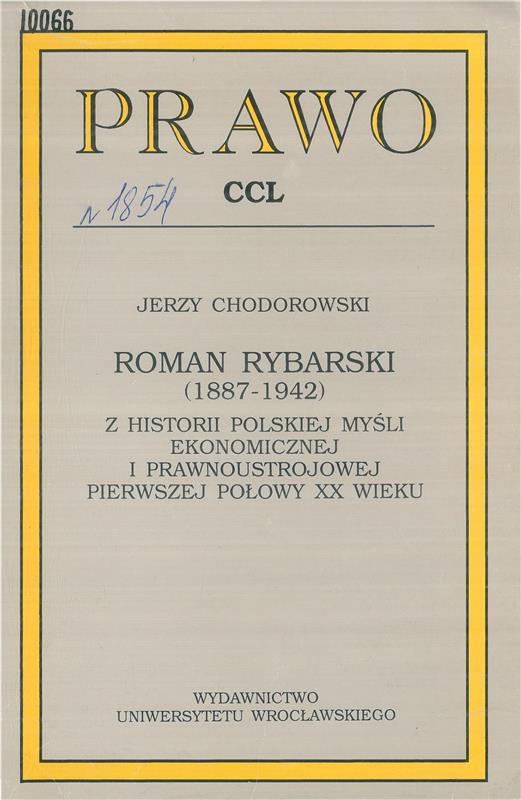 10066
PRAWO
CCL
N 1854
JERZY CHODOROWSKI
ROMAN RYBARSKI
(1887-1942)
Z HISTORII POLSKIEJ MYŚLI
EKONOMICZNEJ
I PRAWNOUSTROJOWEJ
PIERWSZEJ POŁOWY XX WIEKU
WYDAWNICTWO
UNIWERSYTETU WROCŁAWSKIEGO